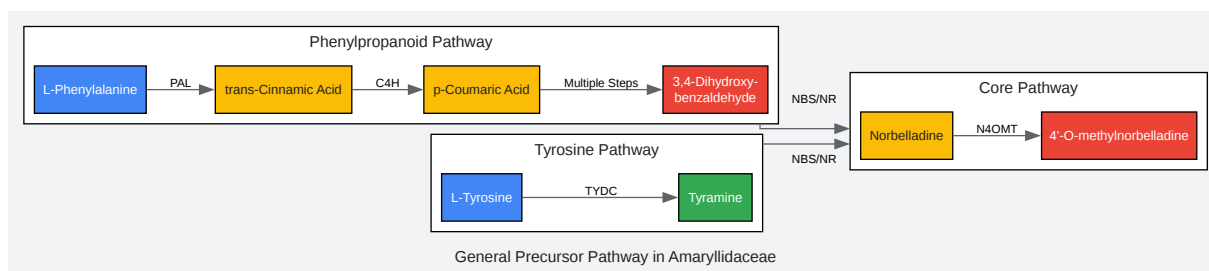 Phenylpropanoid Pathway
L-Phenylalanine
PAL
trans-Cinnamic Acid
C4H
p-Coumaric Acid
Multiple Steps
3,4-Dihydroxy-
benzaldehyde
NBS/NR
Tyrosine Pathway
L-Tyrosine
TYDC
Tyramine
NBS/NR
Core Pathway
Norbelladine
N4OMT
4'-O-methylnorbelladine
General Precursor Pathway in Amaryllidaceae